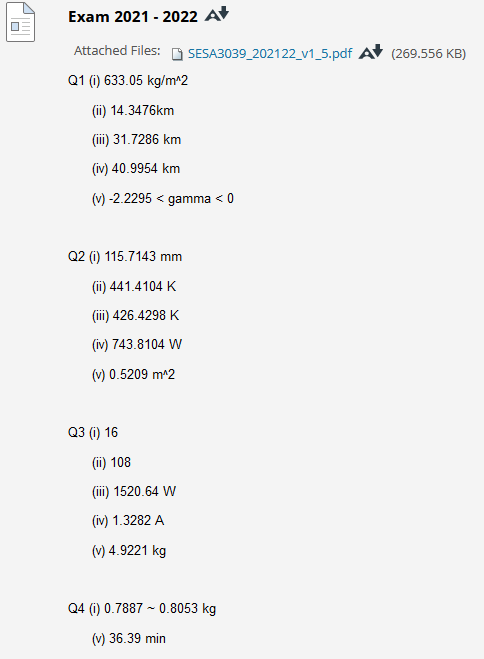 Exam 2021 - 2022
Attached Files: SESA3039_202122_v1_5.pdf (269.556 KB)
Q1 (i) 633.05 kg/m^2
(ii) 14.3476km
(iii) 31.7286 km
(iv) 40.9954 km
(v) -2.2295 < gamma < 0
Q2 (i) 115.7143 mm
(ii) 441.4104 K
(iii) 426.4298 K
(iv) 743.8104 W
(v) 0.5209 m^2
Q3 (i) 16
(ii) 108
(iii) 1520.64 W
(iv) 1.3282 A
(v) 4.9221 kg
Q4 (i) 0.7887 ~ 0.8053 kg
(v) 36.39 min